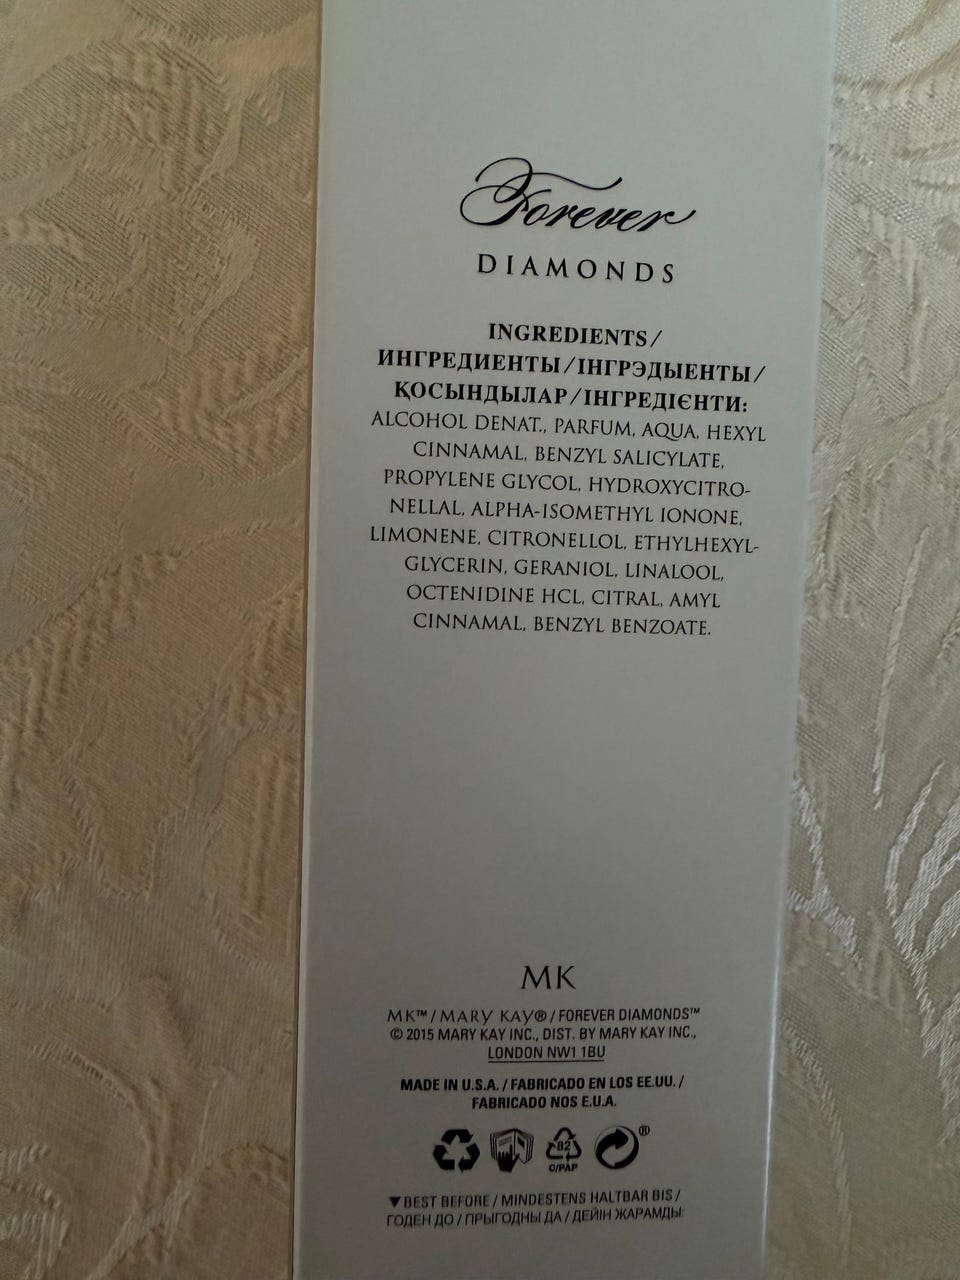 Forever
DIAMONDS
INGREDIENTS/
ИНГРЕДИЕНТЫ/ІНГРЭДЫЕНТЫ/
ҚОСЫНДЫЛАР/ІНГРЕДІЄНТИ:
ALCOHOL DENAT., PARFUM, AQUA, HEXYL
CINNAMAL, BENZYL SALICYLATE,
PROPYLENE GLYCOL, HYDROXYCITRO-
NELLAL, ALPHA-ISOMETHYL IONONE,
LIMONENE, CITRONELLOL, ETHYLHEXYL-
GLYCERIN, GERANIOL, LINALOOL,
OCTENIDINE HCL, CITRAL, AMYL
CINNAMAL, BENZYL BENZOATE.
MK
MK™/MARY KAY®/FOREVER DIAMONDS™
© 2015 MARY KAY INC., DIST. BY MARY KAY INC.,
LONDON NW1 1BU
MADE IN U.S.A. / FABRICADO EN LOS EE.UU. /
FABRICADO NOS E.U.A.
82 ®
C/PAP
▼BEST BEFORE / MINDESTENS HALTBAR BIS /
ГОДЕН ДО / ПРЫГОДНЫ ДА / ДЕЙІН ЖАРАМДЫ